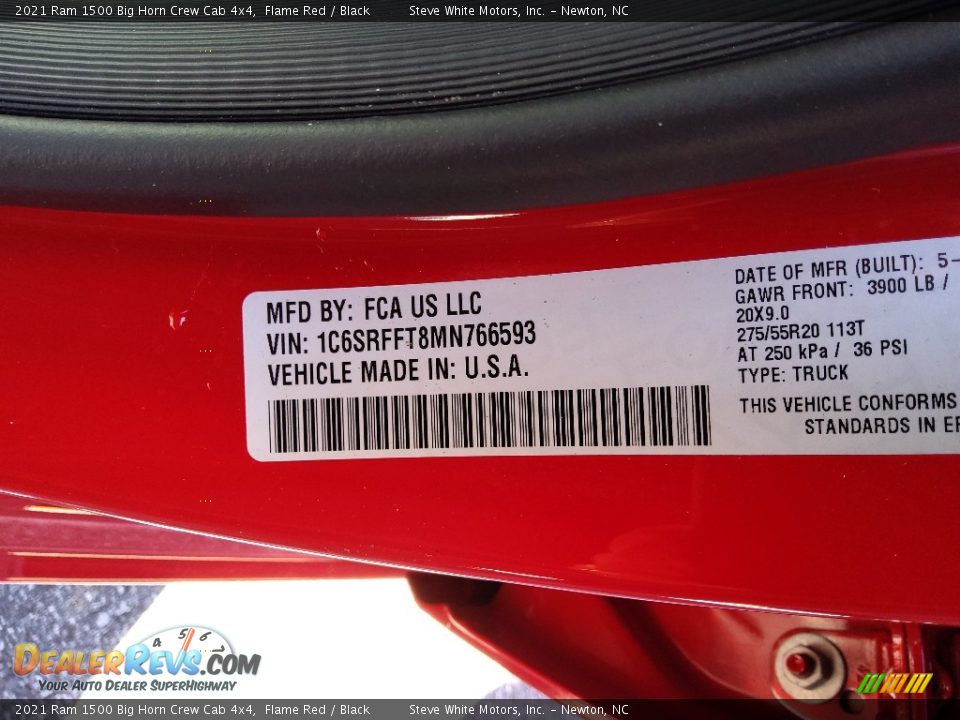 2021 Ram 1500 Big Horn Crew Cab 4x4, Flame Red / Black Steve White Motors, Inc. - Newton, NC
MFD BY: FCA US LLC
VIN: 1C6SRFFT8MN766593
VEHICLE MADE IN: U.S.A.
DATE OF MFR (BUILT): 5-
GAWR FRONT: 3900 LB /
20X9.0
275/55R20 113T
AT 250 kPa / 36 PSI
TYPE: TRUCK
THIS VEHICLE CONFORMS
STANDARDS IN EF
4 5 6
DealerRevs.com
Your Auto Dealer SuperHighway
2021 Ram 1500 Big Horn Crew Cab 4x4, Flame Red / Black Steve White Motors, Inc. - Newton, NC